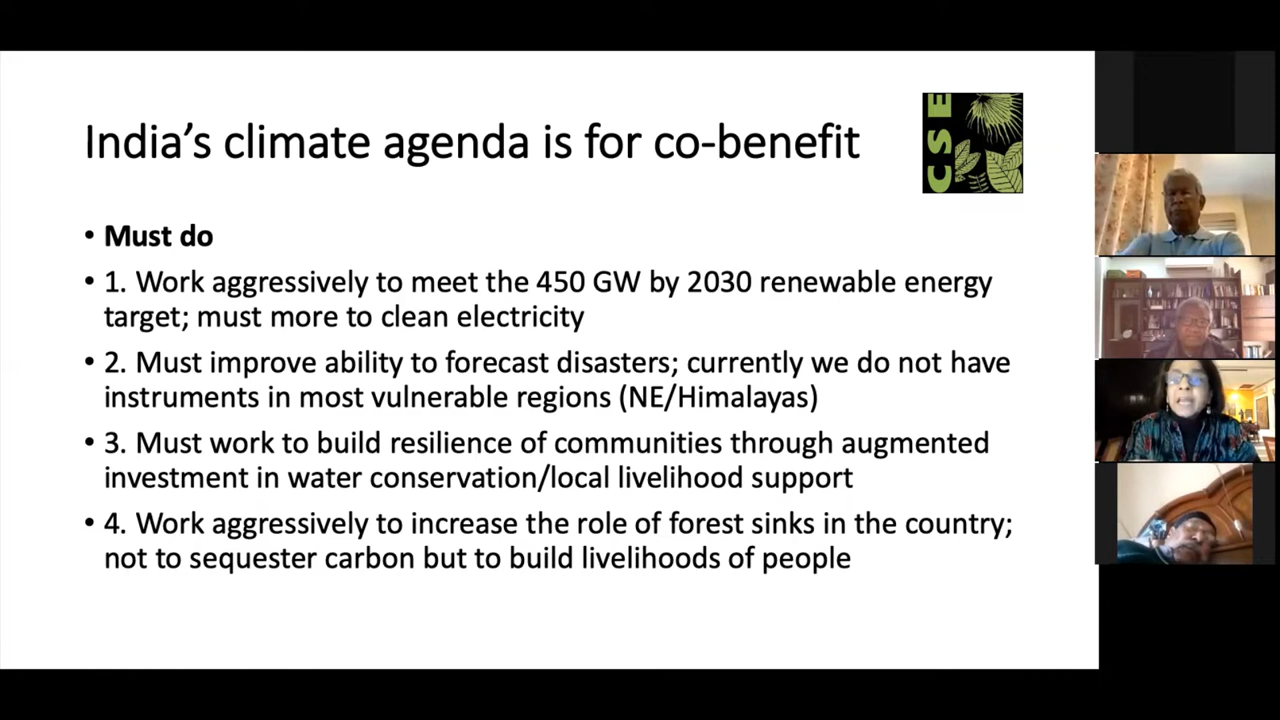 India's climate agenda is for co-benefit
CSE
• Must do
• 1. Work aggressively to meet the 450 GW by 2030 renewable energy
target; must more to clean electricity
• 2. Must improve ability to forecast disasters; currently we do not have
instruments in most vulnerable regions (NE/Himalayas)
• 3. Must work to build resilience of communities through augmented
investment in water conservation/local livelihood support
• 4. Work aggressively to increase the role of forest sinks in the country;
not to sequester carbon but to build livelihoods of people